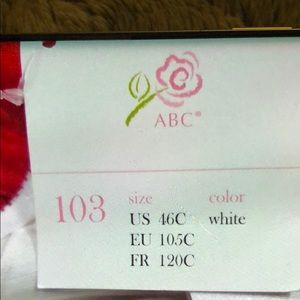 ABC®
103
size color
US 46C white
EU 105C
FR 120C